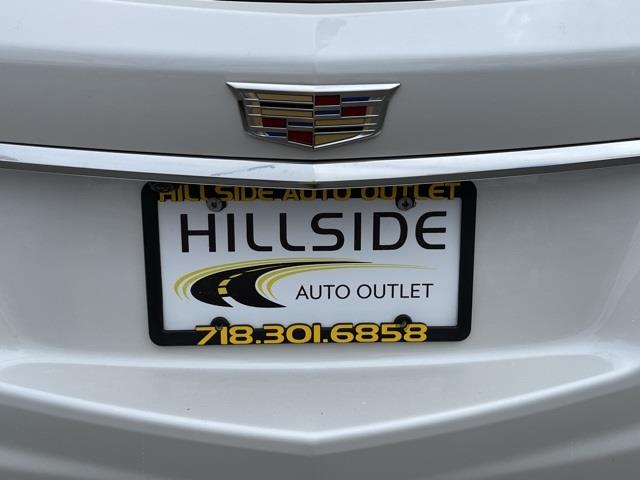 HILLSIDE AUTO OUTLET
HILLSIDE
AUTO OUTLET
718.301.6858